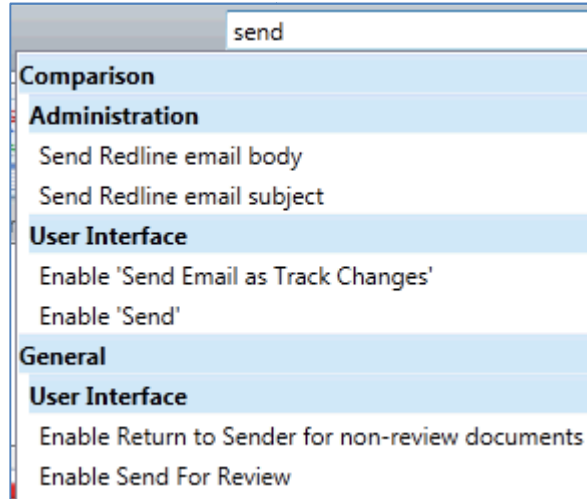 send
Comparison
Administration
Send Redline email body
Send Redline email subject
User Interface
Enable 'Send Email as Track Changes'
Enable 'Send'
General
User Interface
Enable Return to Sender for non-review documents
Enable Send For Review